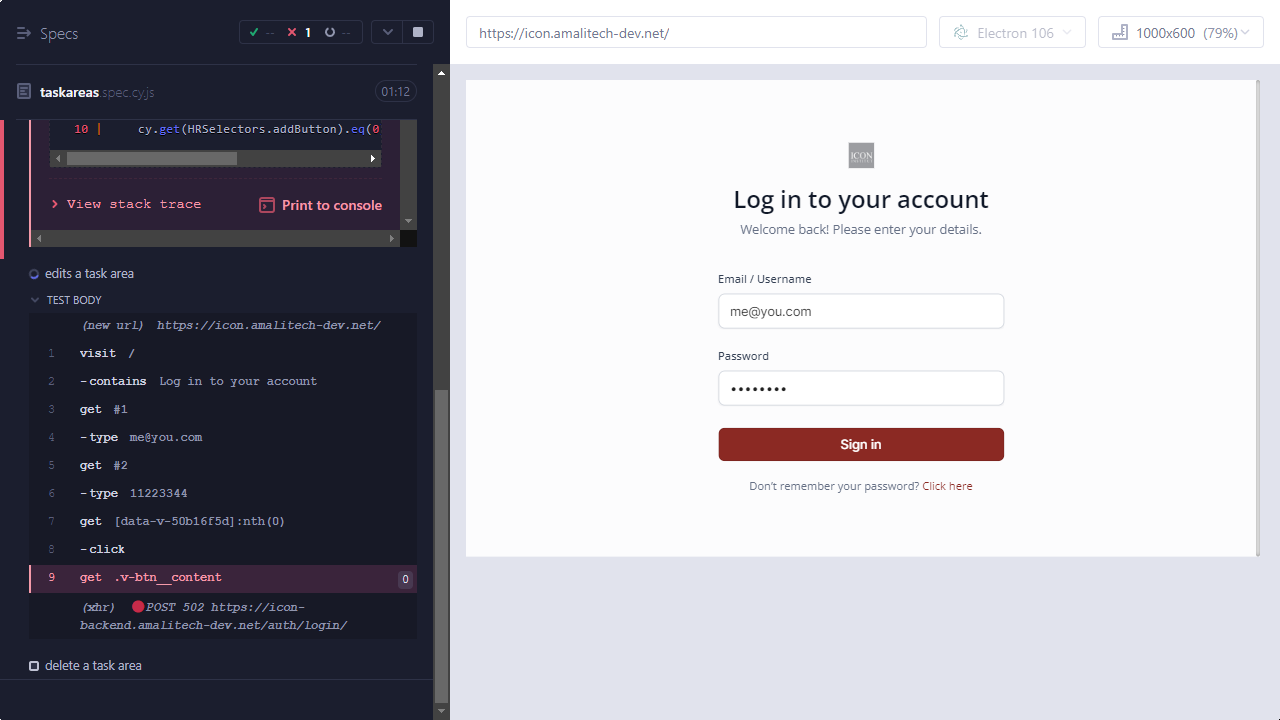 Specs
-- 1 --
taskareas.spec.cy.js
01:12
10 | cy.get(HRSelectors.addButton).eq(0
> View stack trace
Print to console
edits a task area
TEST BODY
(new url) https://icon.amalitech-dev.net/
1 visit /
2 -contains Log in to your account
3 get #1
4 -type me@you.com
5 get #2
6 -type 11223344
7 get [data-v-50b16f5d]:nth(0)
8 -click
9 get .v-btn__content 0
(xhr) POST 502 https://icon-
backend.amalitech-dev.net/auth/login/
delete a task area
https://icon.amalitech-dev.net/
Electron 106
1000x600 (79%)
ICON
Log in to your account
Welcome back! Please enter your details.
Email / Username
me@you.com
Password
••••••••
Sign in
Don't remember your password? Click here